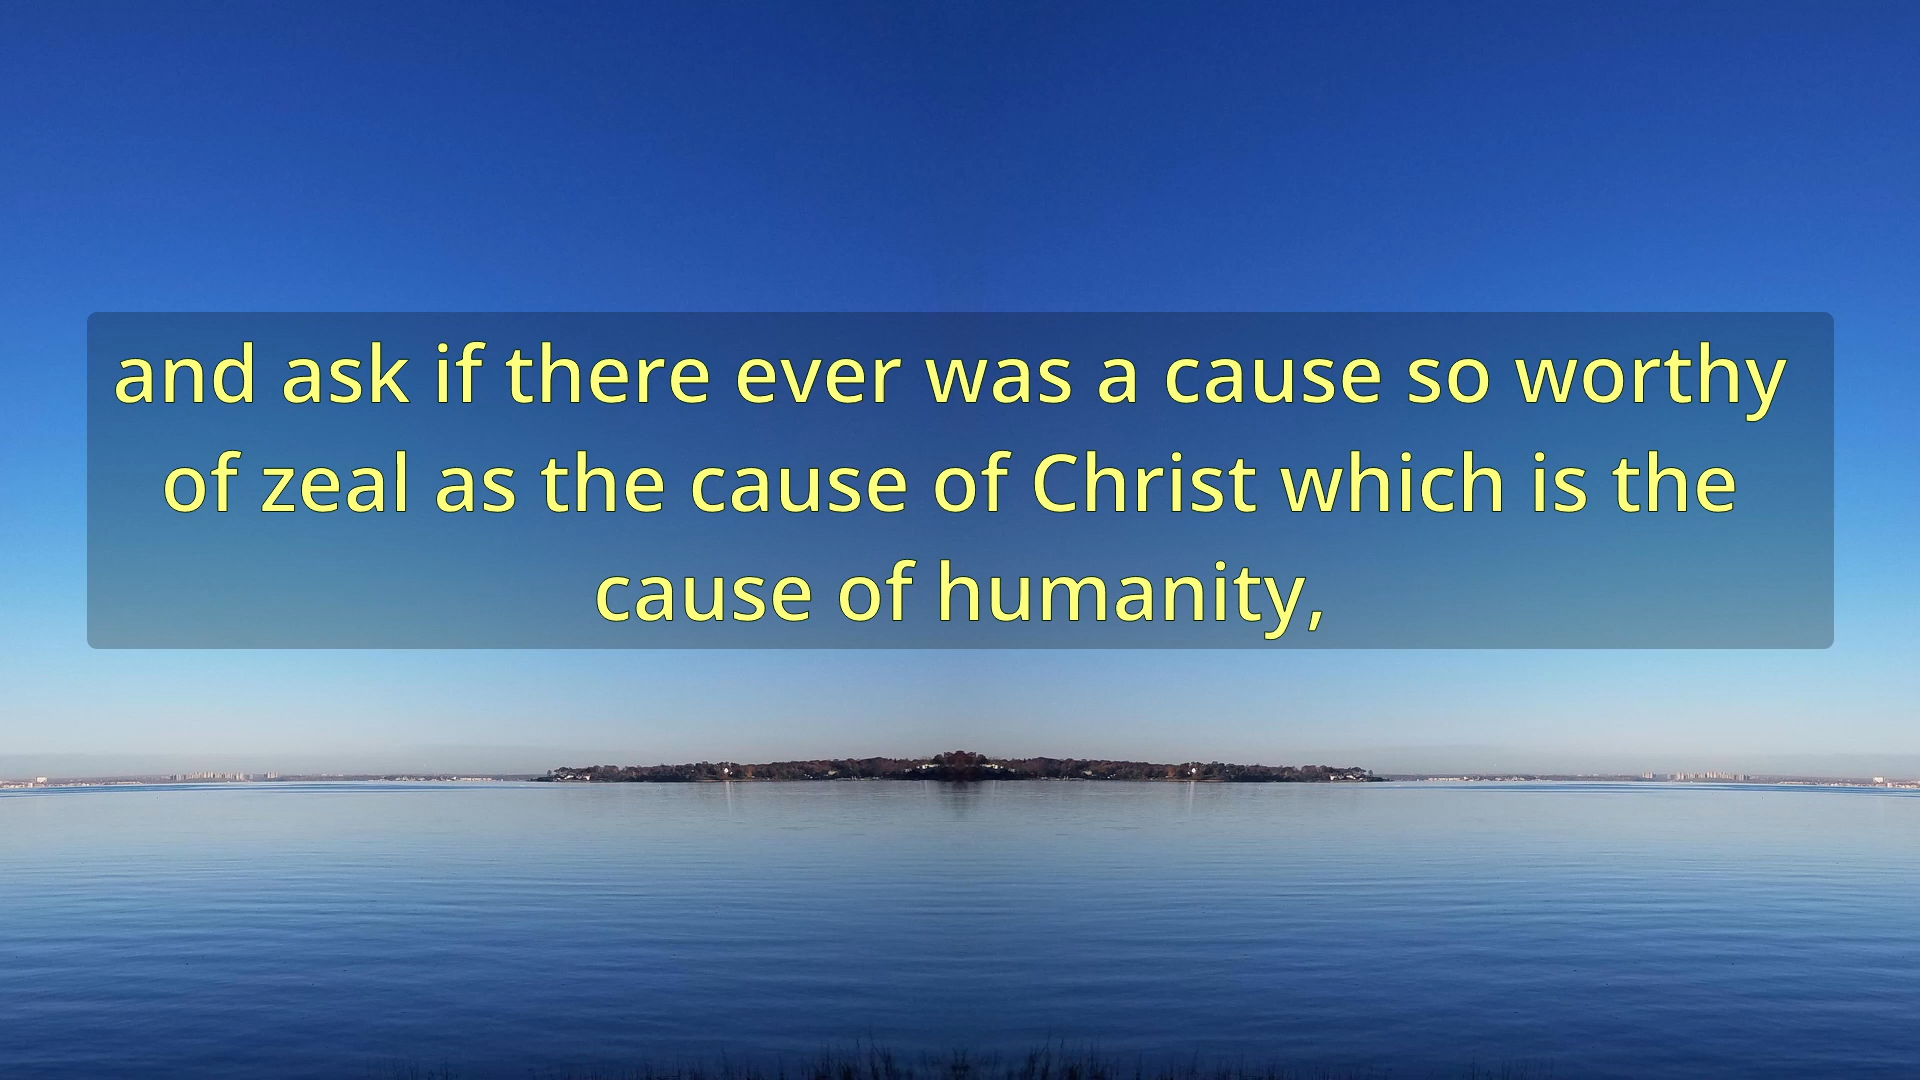 and ask if there ever was a cause so worthy
of zeal as the cause of Christ which is the
cause of humanity,